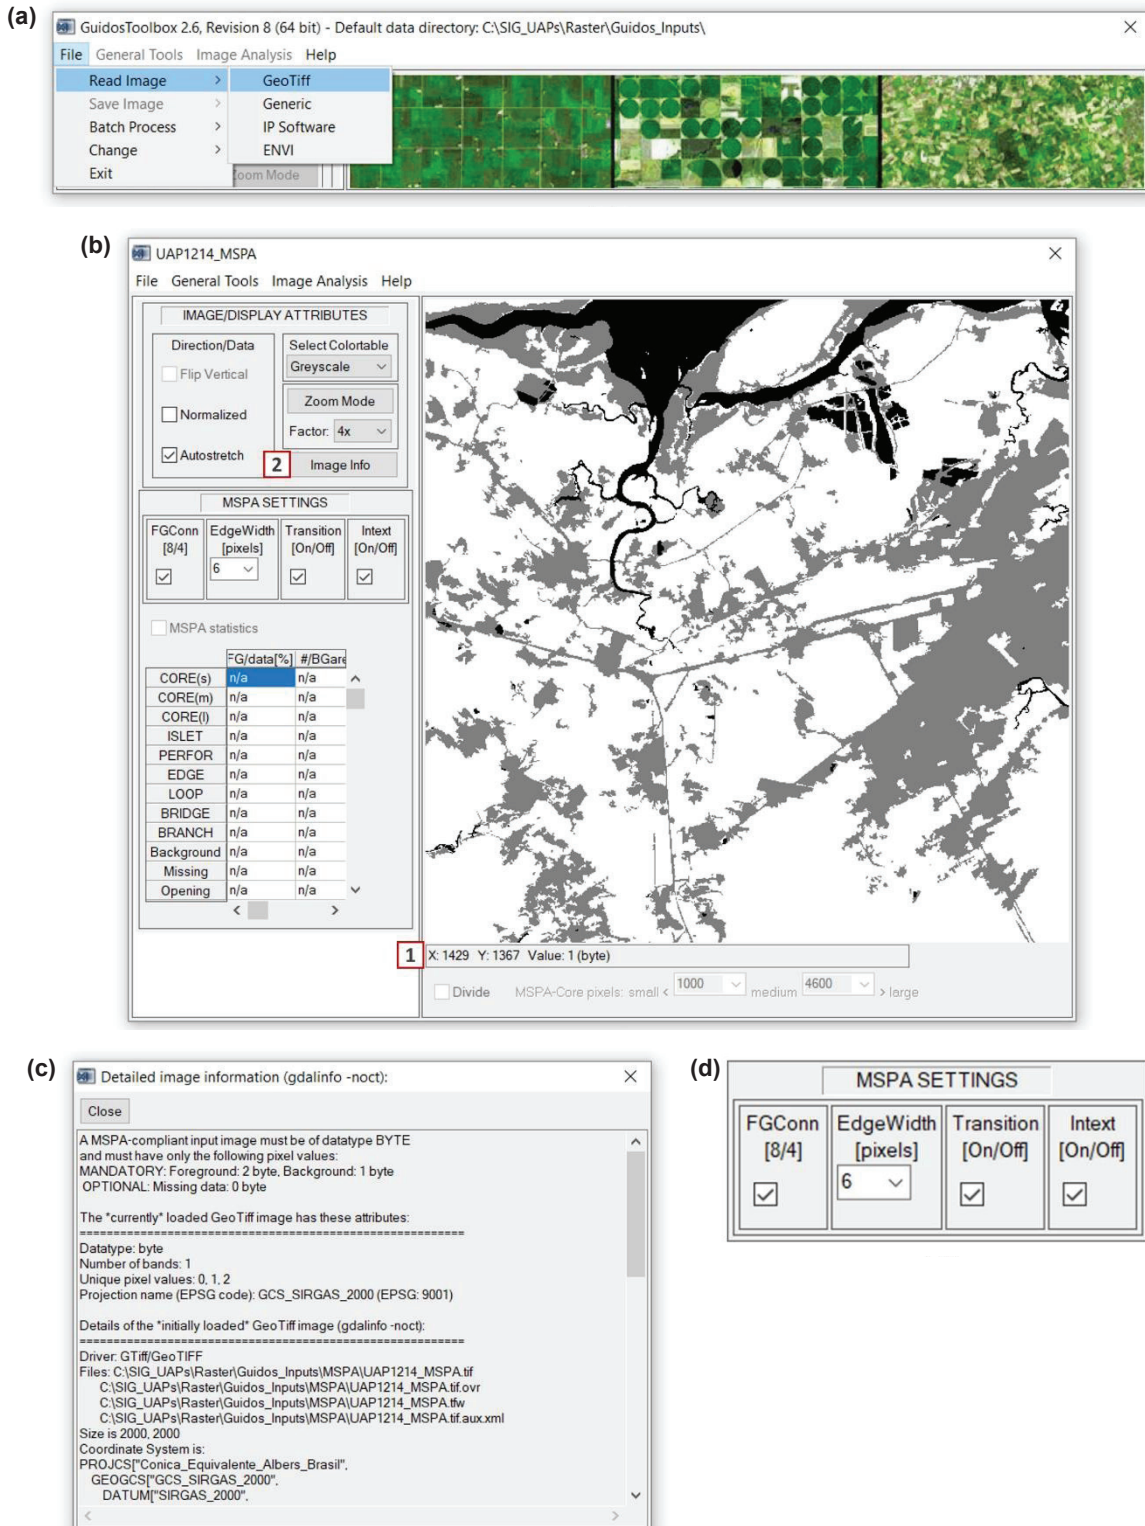 (a)
GuidosToolbox 2.6, Revision 8 (64 bit) - Default data directory: C:\SIG_UAPs\Raster\Guidos_Inputs\
File General Tools Image Analysis Help
Read Image >
Save Image >
Batch Process >
Change >
Exit
GeoTiff
Generic
IP Software
ENVI
oom Mode
(b)
UAP1214_MSPA
File General Tools Image Analysis Help
IMAGE/DISPLAY ATTRIBUTES
Direction/Data
Flip Vertical
Normalized
Autostretch
Select Colortable
Greyscale
Zoom Mode
Factor: 4x
2
Image Info
MSPA SETTINGS
FGConn EdgeWidth Transition Intext
[8/4] [pixels] [On/Off] [On/Off]
6
MSPA statistics
FG/data[%] #/BGare
CORE(s) n/a n/a
CORE(m) n/a n/a
CORE(l) n/a n/a
ISLET n/a n/a
PERFOR n/a n/a
EDGE n/a n/a
LOOP n/a n/a
BRIDGE n/a n/a
BRANCH n/a n/a
Background n/a n/a
Missing n/a n/a
Opening n/a n/a
1
X: 1429 Y: 1367 Value: 1 (byte)
Divide MSPA-Core pixels: small < 1000 medium 4600 > large
(c)
Detailed image information (gdalinfo -noct):
Close
A MSPA-compliant input image must be of datatype BYTE
and must have only the following pixel values:
MANDATORY: Foreground: 2 byte, Background: 1 byte
OPTIONAL: Missing data: 0 byte
The *currently* loaded GeoTiff image has these attributes:
==========================================================
Datatype: byte
Number of bands: 1
Unique pixel values: 0, 1, 2
Projection name (EPSG code): GCS_SIRGAS_2000 (EPSG: 9001)
Details of the *initially loaded* GeoTiff image (gdalinfo -noct):
==========================================================
Driver: GTiff/GeoTIFF
Files: C:\SIG_UAPs\Raster\Guidos_Inputs\MSPA\UAP1214_MSPA.tif
C:\SIG_UAPs\Raster\Guidos_Inputs\MSPA\UAP1214_MSPA.tif.ovr
C:\SIG_UAPs\Raster\Guidos_Inputs\MSPA\UAP1214_MSPA.tfw
C:\SIG_UAPs\Raster\Guidos_Inputs\MSPA\UAP1214_MSPA.tif.aux.xml
Size is 2000, 2000
Coordinate System is:
PROJCS["Conica_Equivalente_Albers_Brasil",
GEOGCS["GCS_SIRGAS_2000",
DATUM["SIRGAS_2000",
(d)
MSPA SETTINGS
FGConn EdgeWidth Transition Intext
[8/4] [pixels] [On/Off] [On/Off]
6